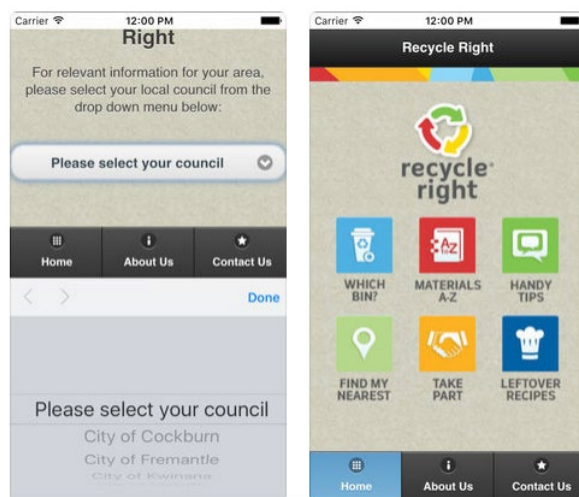 Carrier 12:00 PM
Right
For relevant information for your area,
please select your local council from the
drop down menu below:
Please select your council
Home About Us Contact Us
Done
Please select your council
City of Cockburn
City of Fremantle
City of Kwinana
Carrier 12:00 PM
Recycle Right
recycle
right
A-Z
WHICH
BIN?
MATERIALS
A-Z
HANDY
TIPS
FIND MY
NEAREST
TAKE
PART
LEFTOVER
RECIPES
Home About Us Contact Us